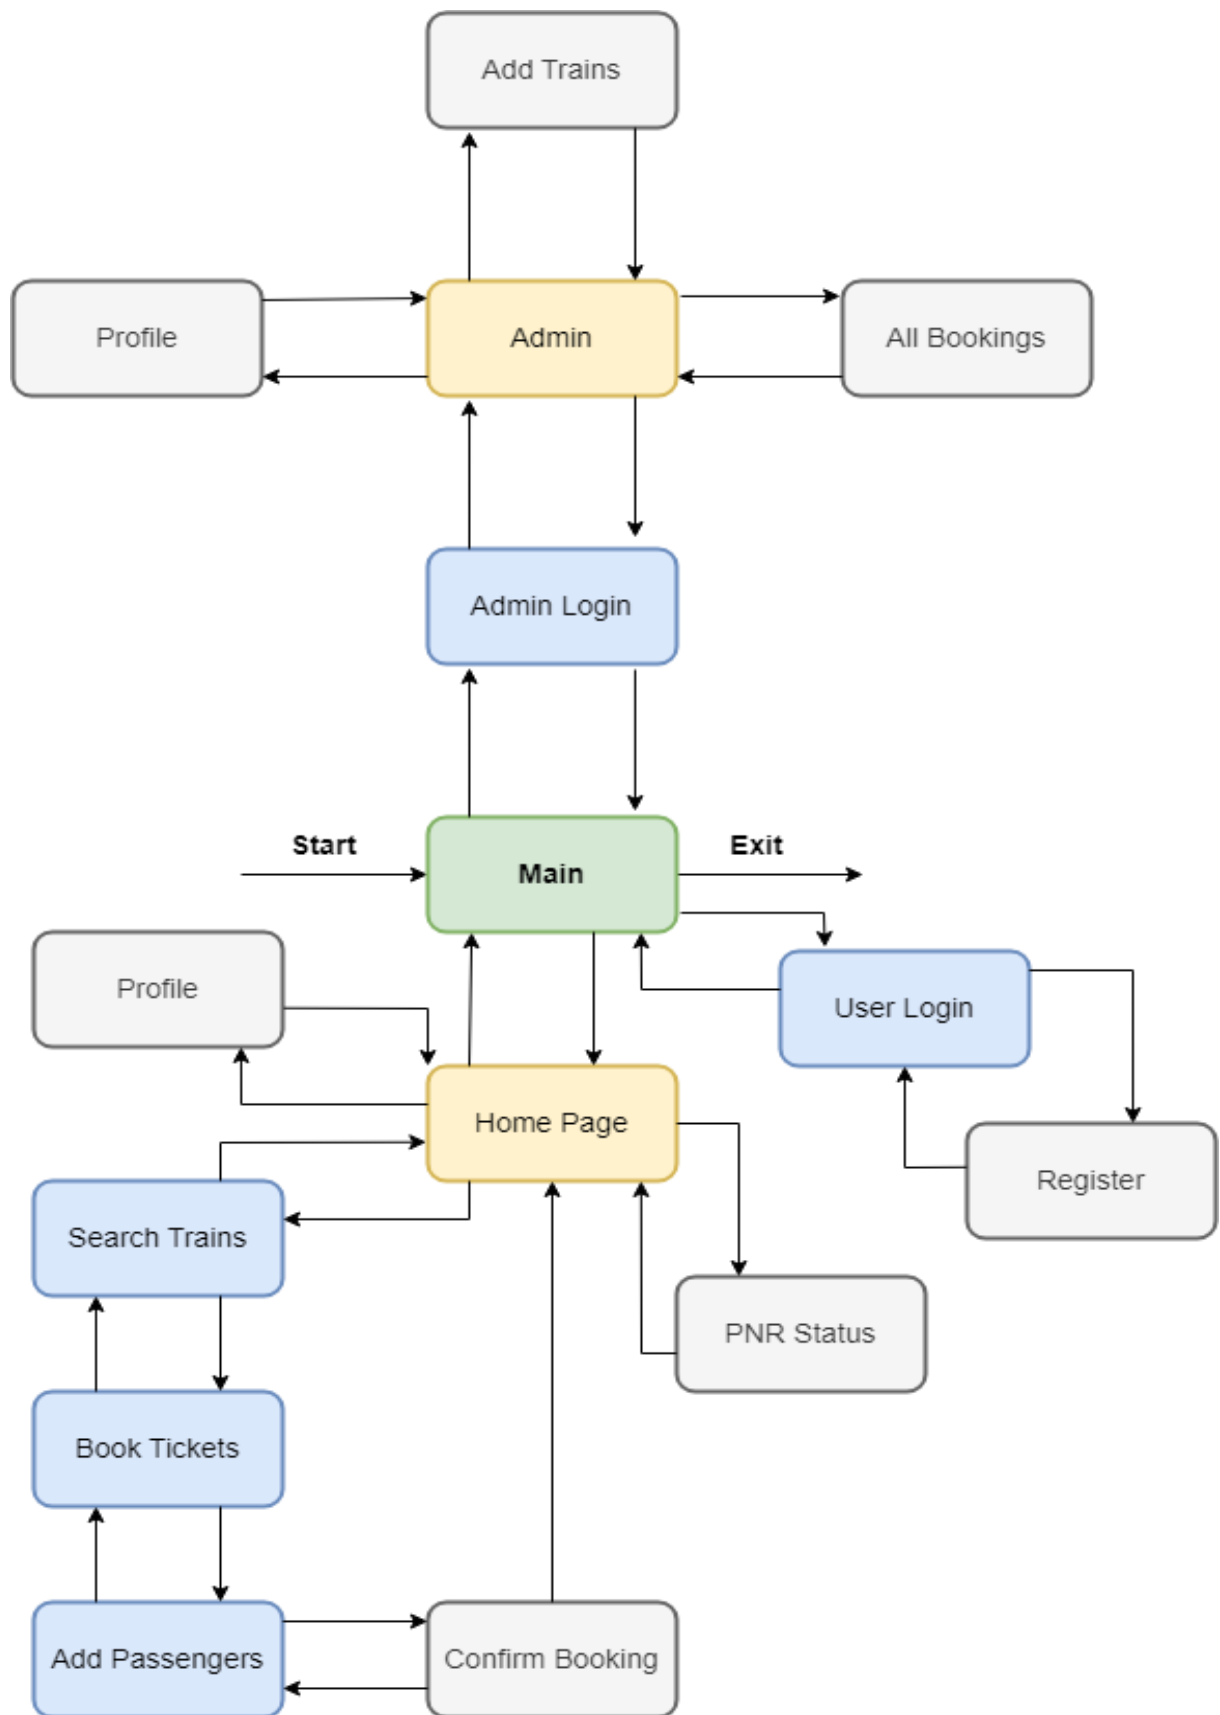 Add Trains
Profile
Admin
All Bookings
Admin Login
Start
Exit
Main
Profile
User Login
Home Page
Register
Search Trains
PNR Status
Book Tickets
Add Passengers
Confirm Booking